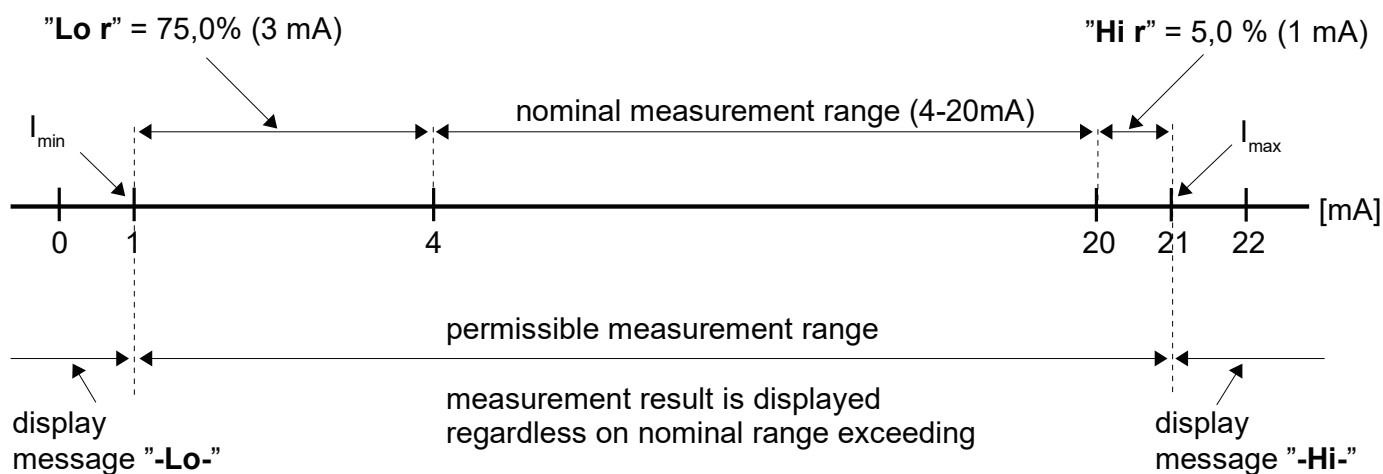 ”Lo r” = 75,0% (3 mA)
”Hi r” = 5,0 % (1 mA)
nominal measurement range (4-20mA)
Imin
Imax
[mA]
0 1 4 20 21 22
permissible measurement range
measurement result is displayed
regardless on nominal range exceeding
display
message ”-Lo-”
display
message ”-Hi-”